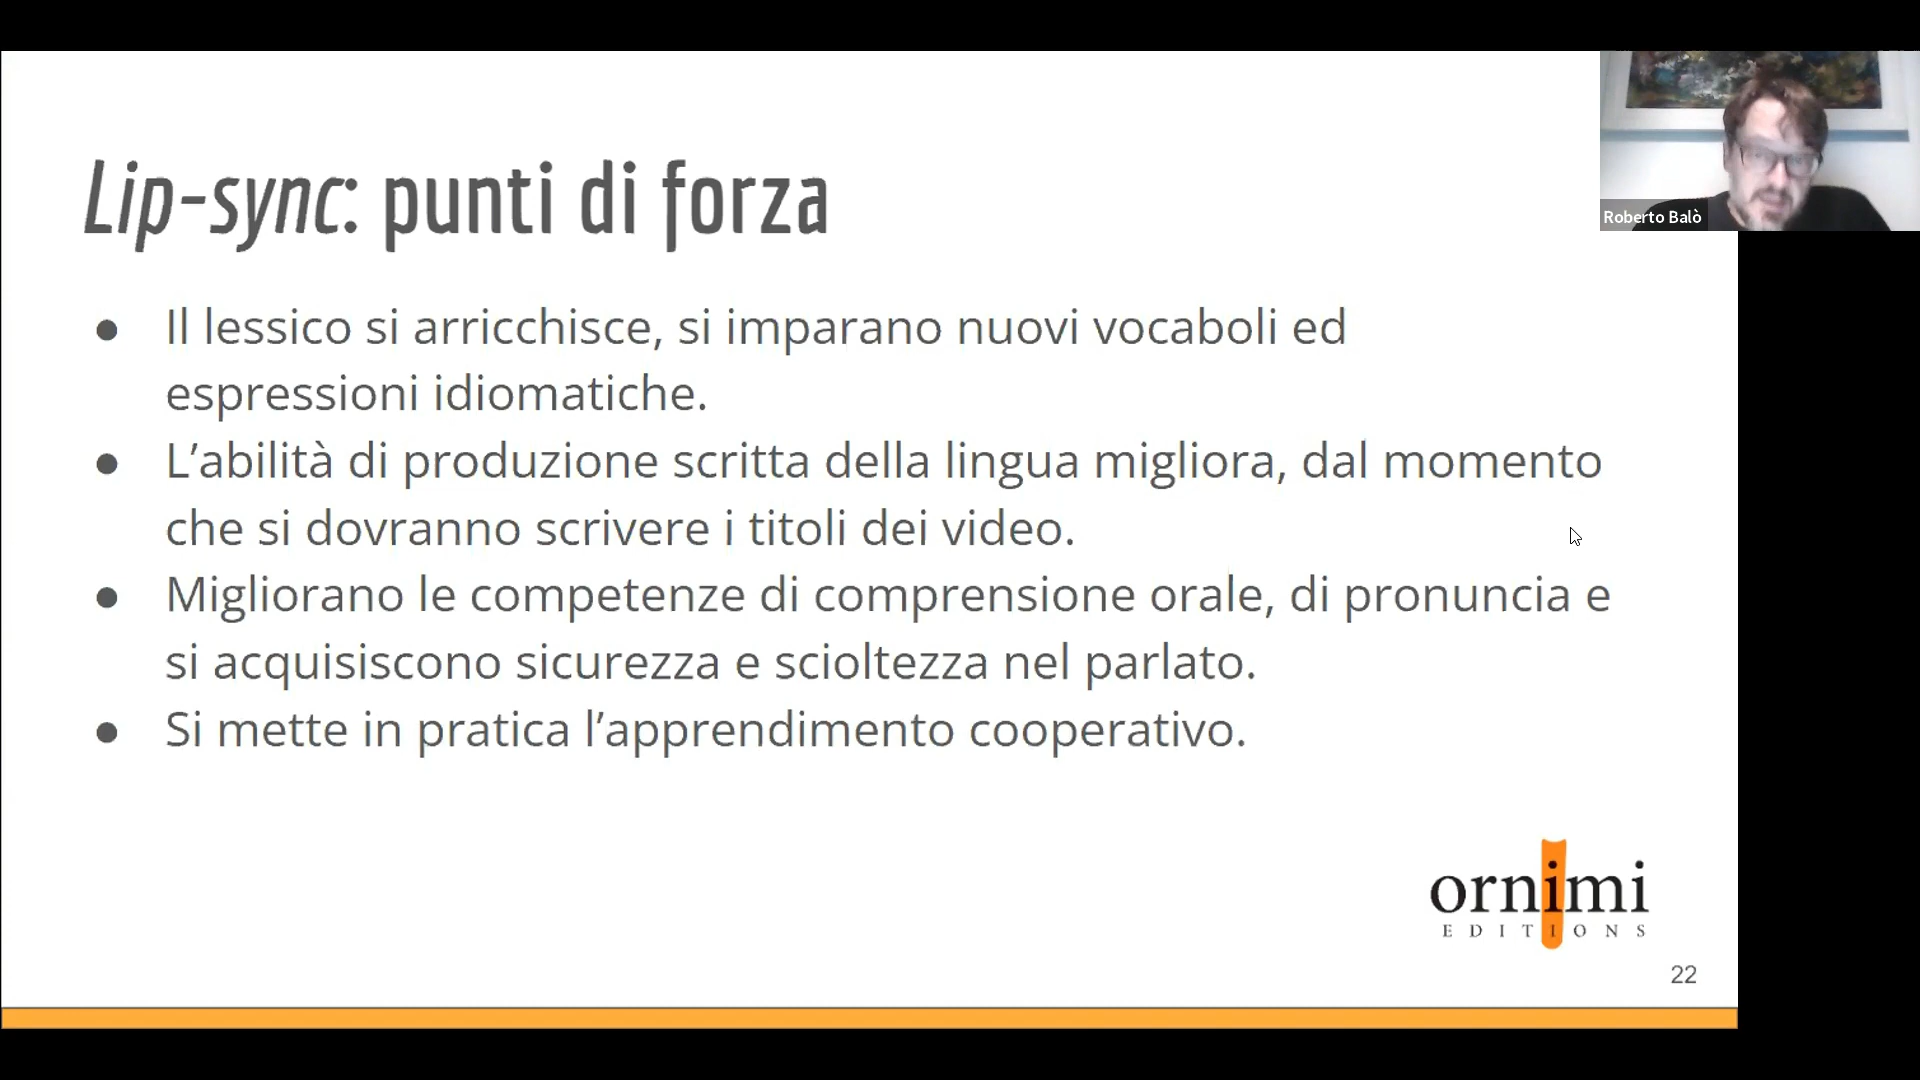 Roberto Balò
Lip-sync: punti di forza
● Il lessico si arricchisce, si imparano nuovi vocaboli ed
espressioni idiomatiche.
● L’abilità di produzione scritta della lingua migliora, dal momento
che si dovranno scrivere i titoli dei video.
● Migliorano le competenze di comprensione orale, di pronuncia e
si acquisiscono sicurezza e scioltezza nel parlato.
● Si mette in pratica l’apprendimento cooperativo.
ornimi
EDITIONS
22